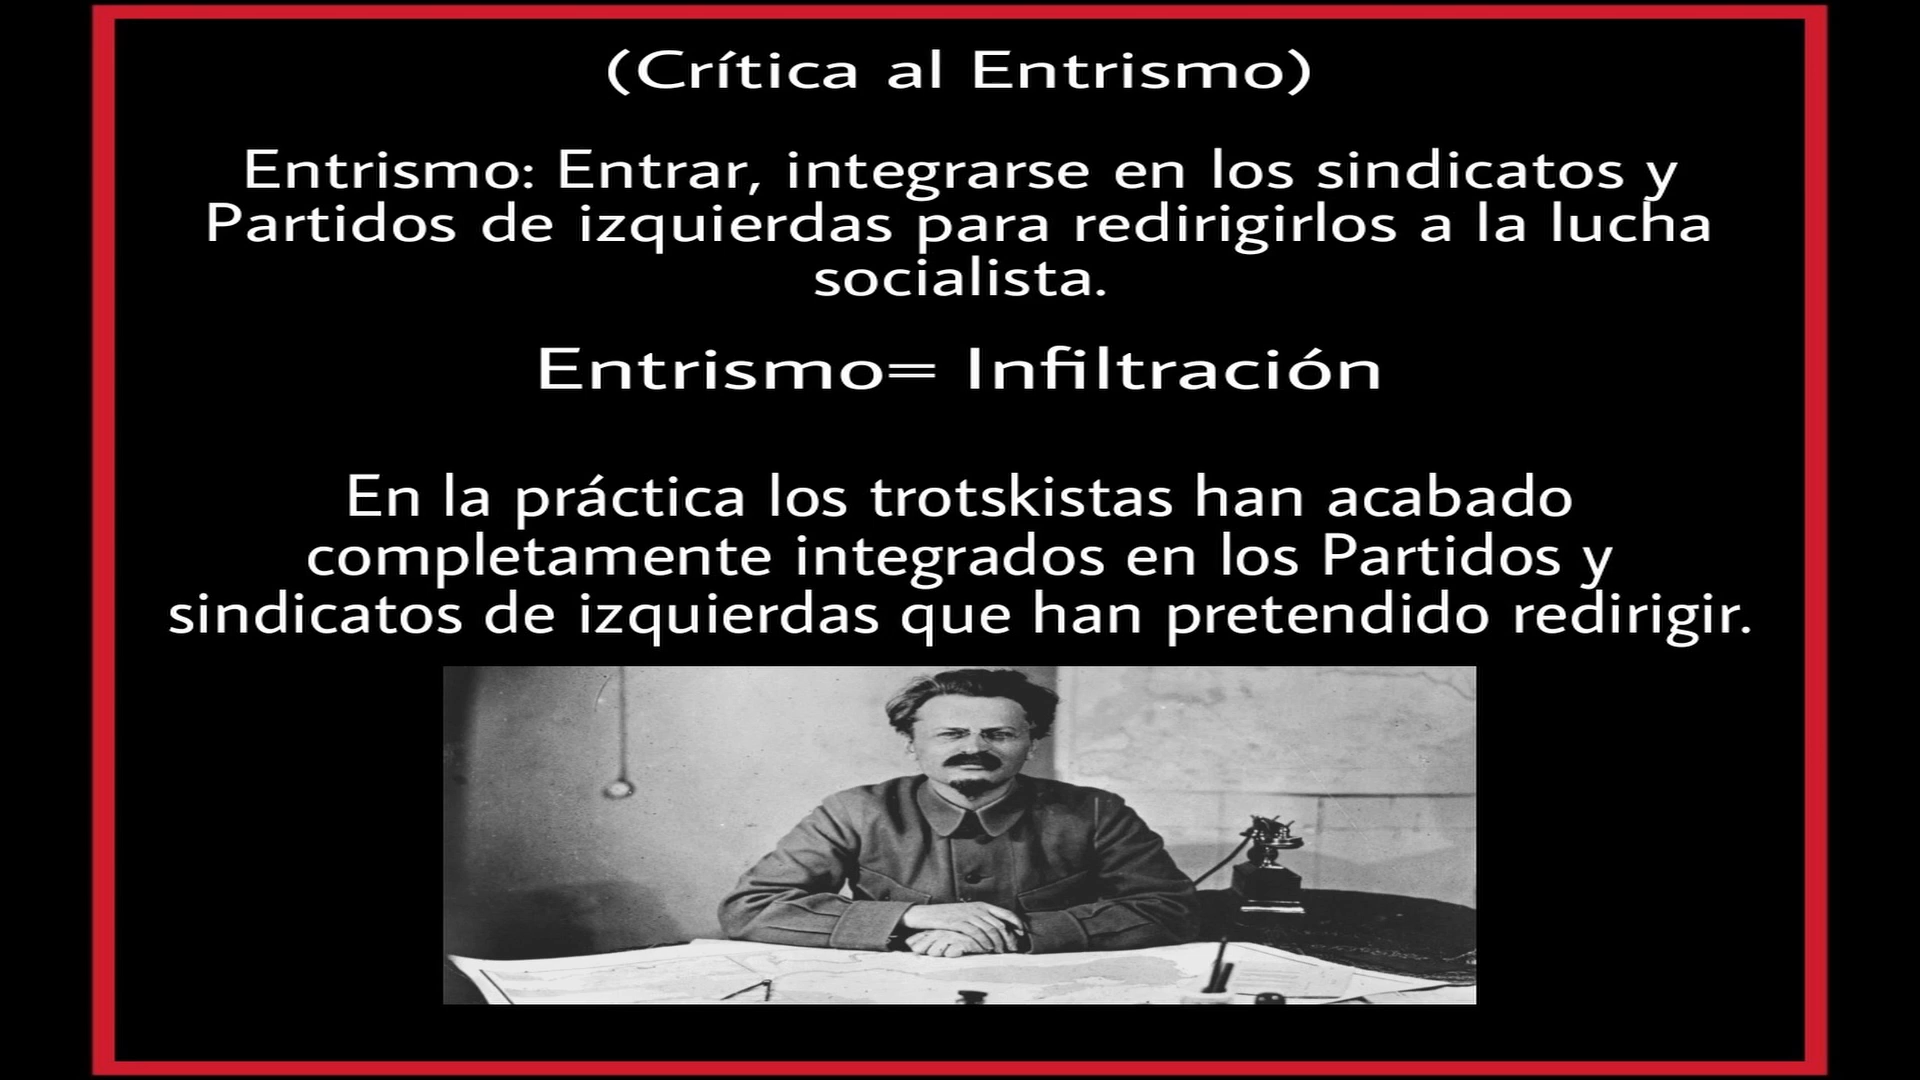 (Crítica al Entrismo)
Entrismo: Entrar, integrarse en los sindicatos y
Partidos de izquierdas para redirigirlos a la lucha
socialista.
Entrismo= Infiltración
En la práctica los trotskistas han acabado
completamente integrados en los Partidos y
sindicatos de izquierdas que han pretendido redirigir.